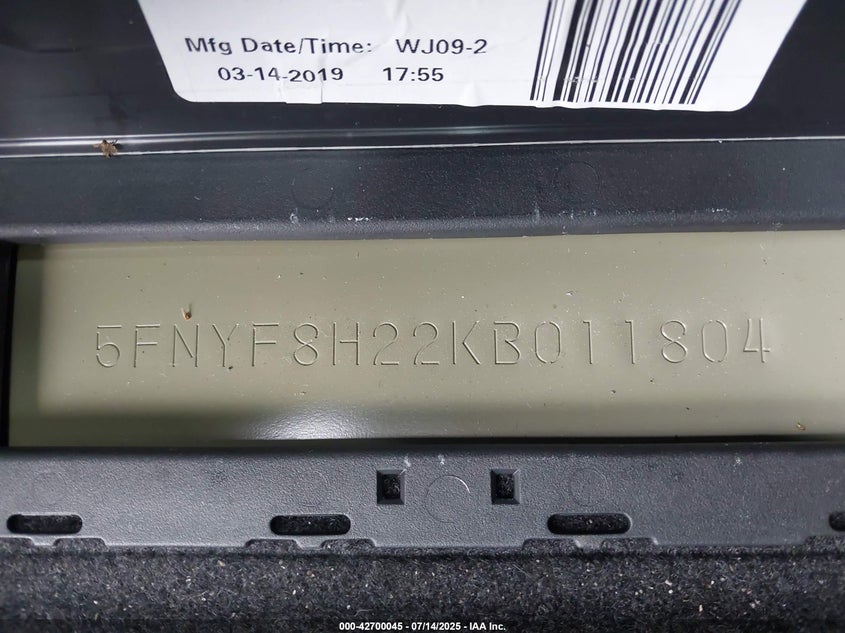 Mfg Date/Time: WJ09-2
03-14-2019 17:55
5FNYF8H22KB011804
000-42700045 - 07/14/2025 - IAA Inc.